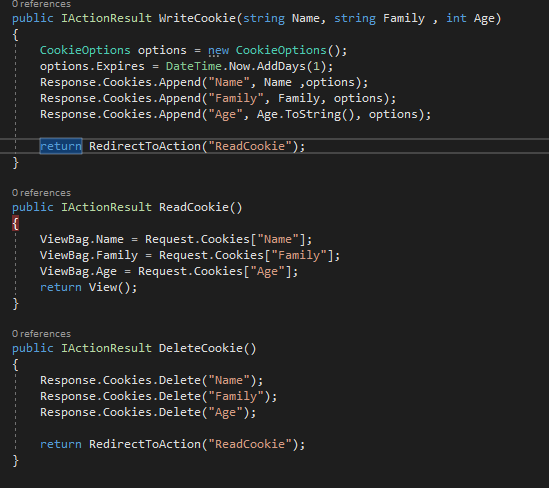 0 references
public IActionResult WriteCookie(string Name, string Family , int Age)
{
CookieOptions options = new CookieOptions();
options.Expires = DateTime.Now.AddDays(1);
Response.Cookies.Append("Name", Name ,options);
Response.Cookies.Append("Family", Family, options);
Response.Cookies.Append("Age", Age.ToString(), options);
return RedirectToAction("ReadCookie");
}
0 references
public IActionResult ReadCookie()
{
ViewBag.Name = Request.Cookies["Name"];
ViewBag.Family = Request.Cookies["Family"];
ViewBag.Age = Request.Cookies["Age"];
return View();
}
0 references
public IActionResult DeleteCookie()
{
Response.Cookies.Delete("Name");
Response.Cookies.Delete("Family");
Response.Cookies.Delete("Age");
return RedirectToAction("ReadCookie");
}